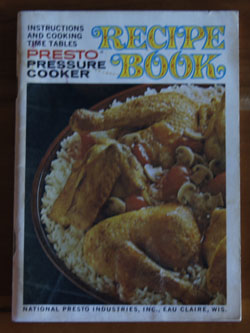 INSTRUCTIONS
AND COOKING
TIME TABLES
PRESTO®
PRESSURE
COOKER
RECIPE
BOOK
NATIONAL PRESTO INDUSTRIES, INC., EAU CLAIRE, WIS.